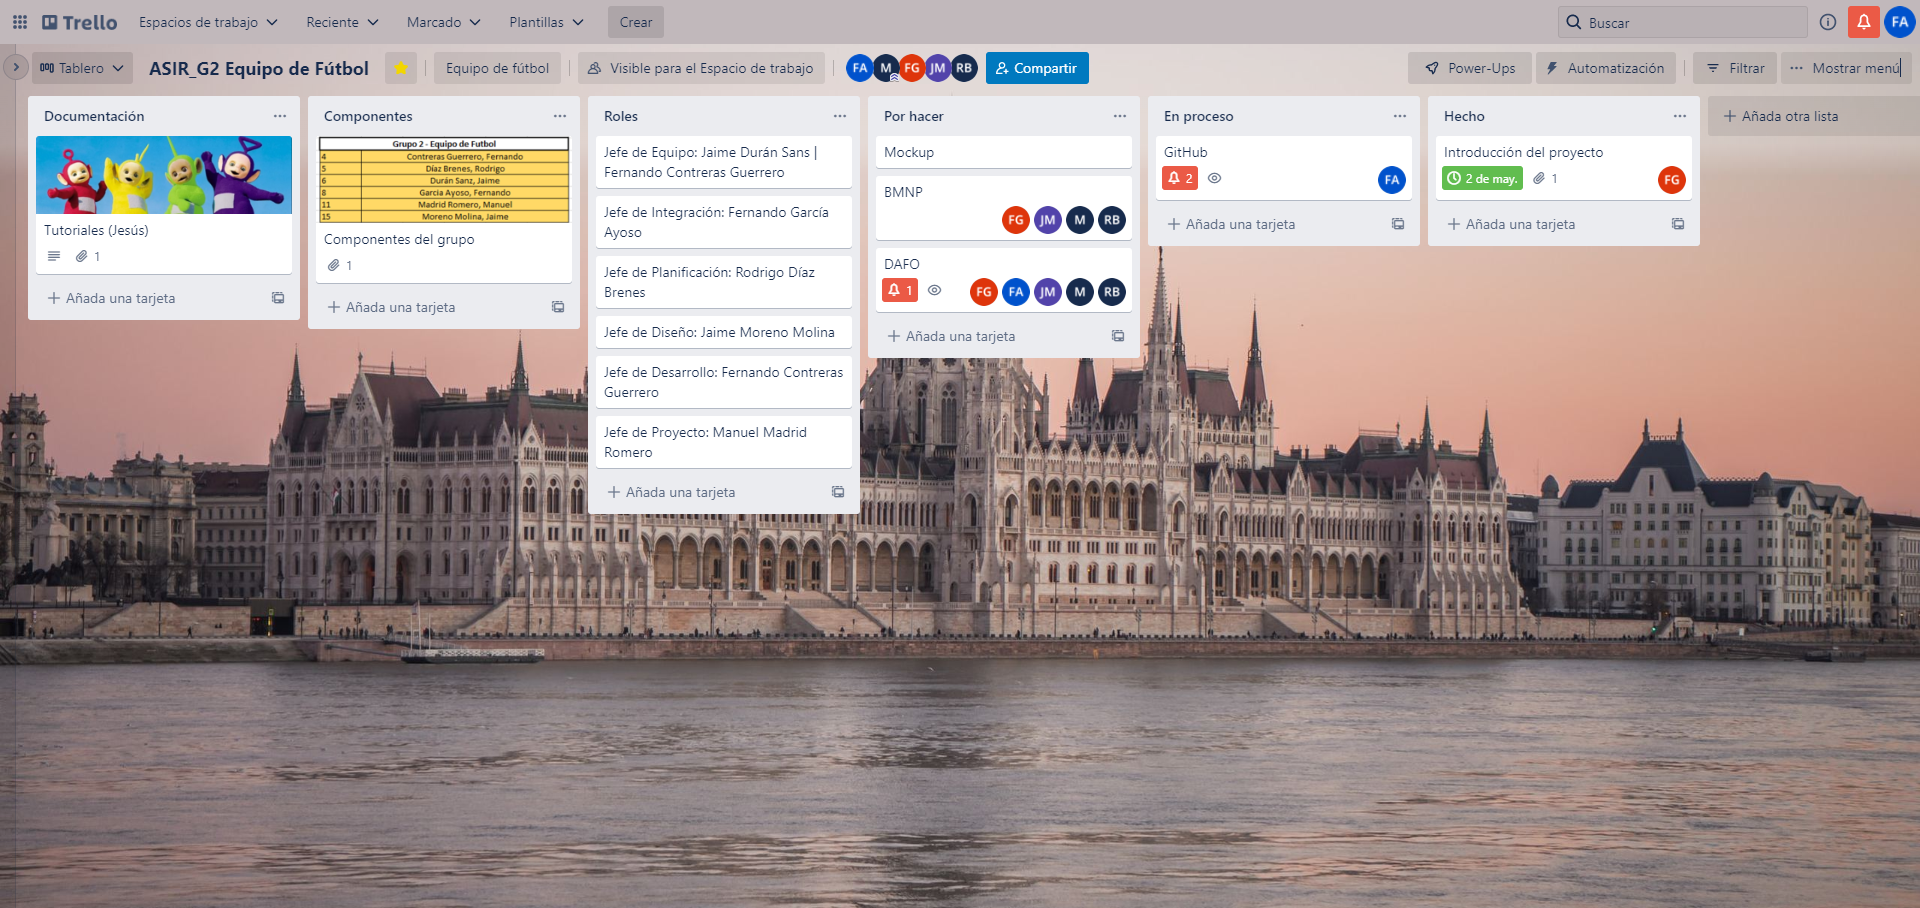 Trello Espacios de trabajo Reciente Marcado Plantillas Crear Buscar FA
Tablero ASIR_G2 Equipo de Fútbol Equipo de fútbol Visible para el Espacio de trabajo FA M FG JM RB Compartir Power-Ups Automatización Filtrar Mostrar menú
Documentación
Tutoriales (Jesús)
1
Añada una tarjeta
Componentes
Grupo 2 - Equipo de Futbol
4 Contreras Guerrero, Fernando
5 Díaz Brenes, Rodrigo
6 Durán Sanz, Jaime
8 García Ayoso, Fernando
11 Madrid Romero, Manuel
15 Moreno Molina, Jaime
Componentes del grupo
1
Añada una tarjeta
Roles
Jefe de Equipo: Jaime Durán Sans |
Fernando Contreras Guerrero
Jefe de Integración: Fernando García
Ayoso
Jefe de Planificación: Rodrigo Díaz
Brenes
Jefe de Diseño: Jaime Moreno Molina
Jefe de Desarrollo: Fernando Contreras
Guerrero
Jefe de Proyecto: Manuel Madrid
Romero
Añada una tarjeta
Por hacer
Mockup
BMNP
FG JM M RB
DAFO
1 FG FA JM M RB
Añada una tarjeta
En proceso
GitHub
2 FA
Añada una tarjeta
Hecho
Introducción del proyecto
2 de may. 1 FG
Añada una tarjeta
Añada otra lista